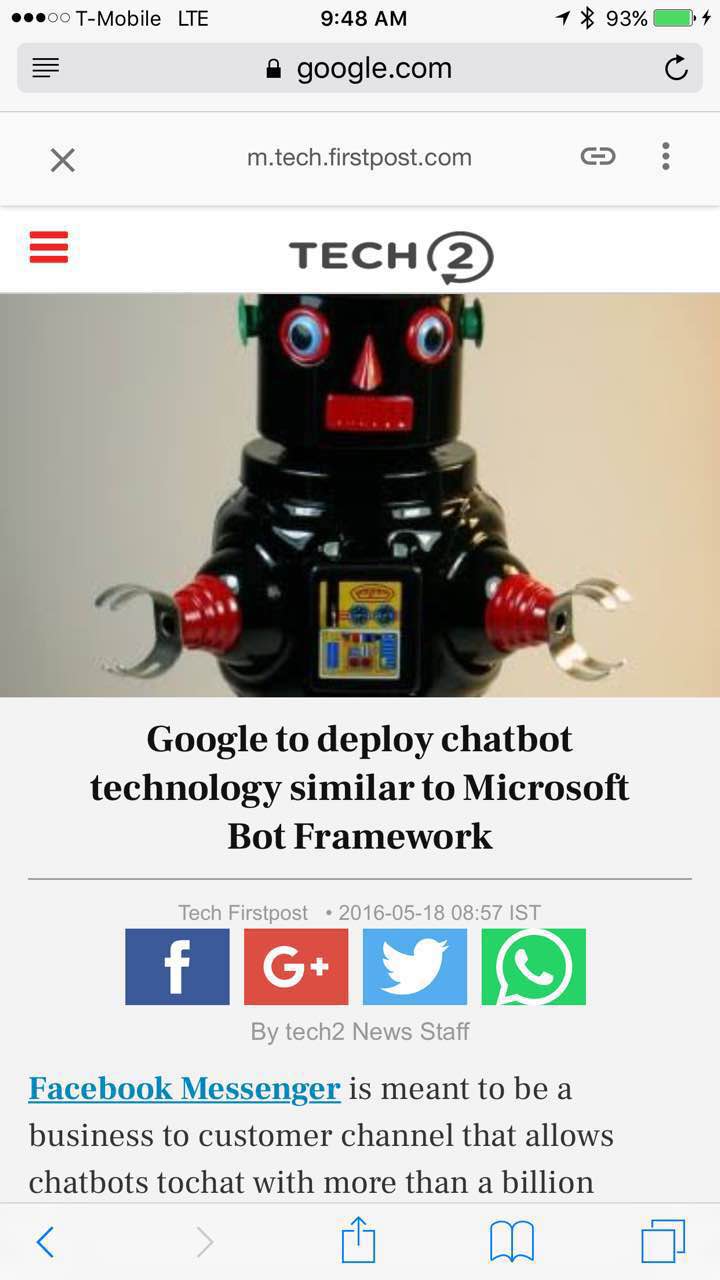 T-Mobile LTE 9:48 AM 93%
google.com
m.tech.firstpost.com
TECH 2
Google to deploy chatbot
technology similar to Microsoft
Bot Framework
Tech Firstpost • 2016-05-18 08:57 IST
f G+
By tech2 News Staff
Facebook Messenger is meant to be a
business to customer channel that allows
chatbots tochat with more than a billion